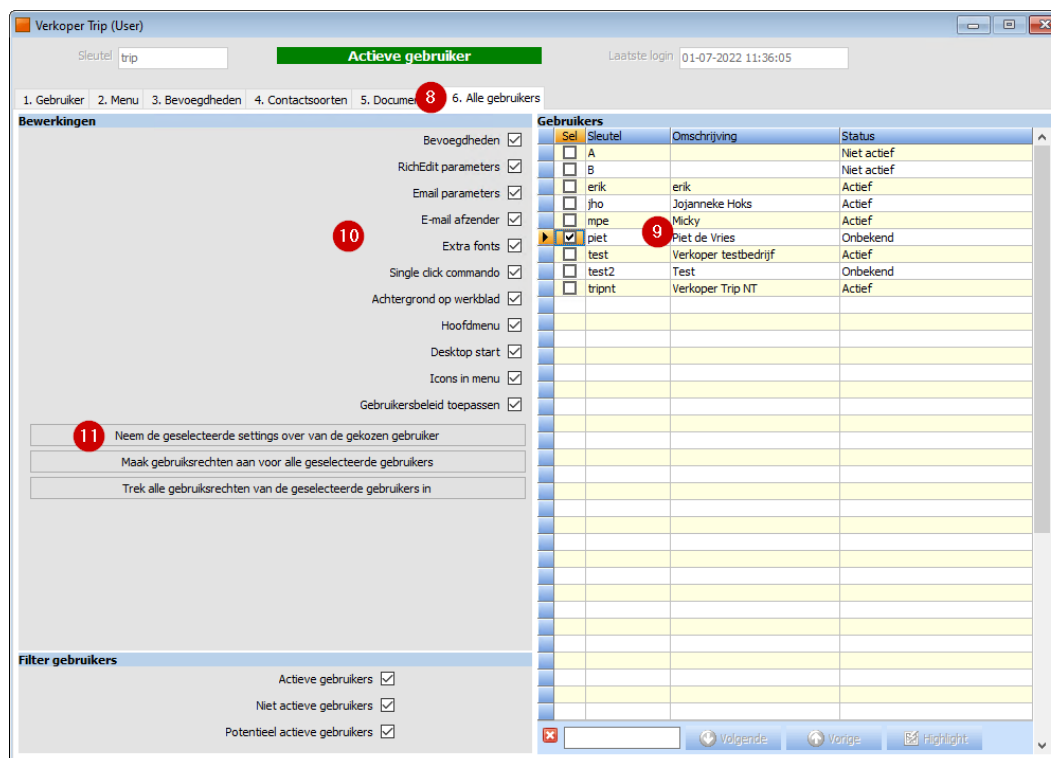 Verkoper Trip (User)
Sleutel trip Actieve gebruiker Laatste login 01-07-2022 11:36:05
1. Gebruiker 2. Menu 3. Bevoegdheden 4. Contactsoorten 5. Documen 8 6. Alle gebruikers
Bewerkingen
Bevoegdheden
RichEdit parameters
Email parameters
E-mail afzender
10
Extra fonts
Single click commando
Achtergrond op werkblad
Hoofdmenu
Desktop start
Icons in menu
Gebruikersbeleid toepassen
11 Neem de geselecteerde settings over van de gekozen gebruiker
Maak gebruiksrechten aan voor alle geselecteerde gebruikers
Trek alle gebruiksrechten van de geselecteerde gebruikers in
Filter gebruikers
Actieve gebruikers
Niet actieve gebruikers
Potentieel actieve gebruikers
Gebruikers
Sel Sleutel Omschrijving Status
A Niet actief
B Niet actief
erik erik Actief
jho Jojanneke Hoks Actief
mpe Micky Actief
piet 9 Piet de Vries Onbekend
test Verkoper testbedrijf Actief
test2 Test Onbekend
tripnt Verkoper Trip NT Actief
Volgende Vorige Highlight